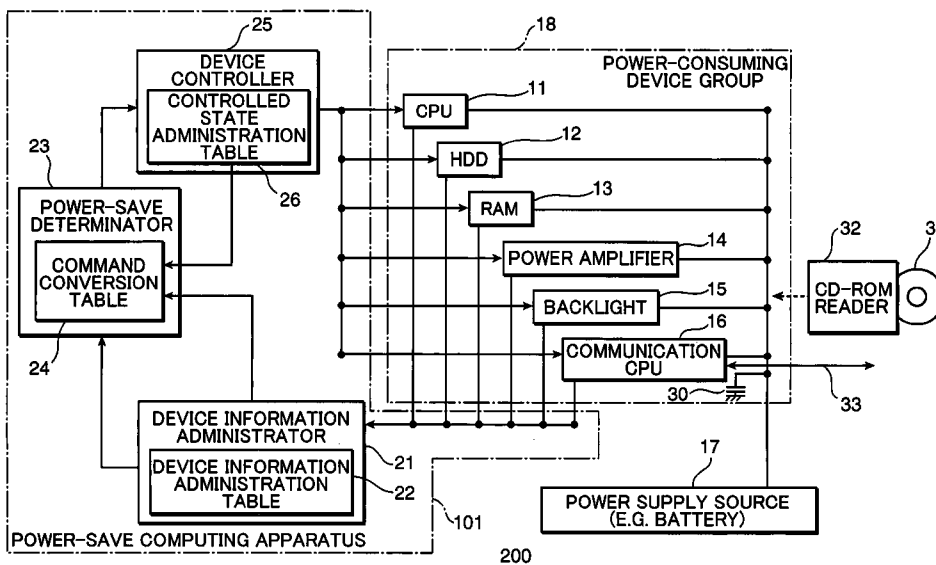 25
18
DEVICE
CONTROLLER
CONTROLLED
STATE
ADMINISTRATION
TABLE
26
POWER-CONSUMING
DEVICE GROUP
11
CPU
12
HDD
13
RAM
14
POWER AMPLIFIER
15
BACKLIGHT
16
COMMUNICATION
CPU
30
33
32
CD-ROM
READER
23
POWER-SAVE
DETERMINATOR
COMMAND
CONVERSION
TABLE
24
DEVICE INFORMATION
ADMINISTRATOR
21
DEVICE INFORMATION
ADMINISTRATION
TABLE
22
101
POWER-SAVE COMPUTING APPARATUS
17
POWER SUPPLY SOURCE
(E.G. BATTERY)
200